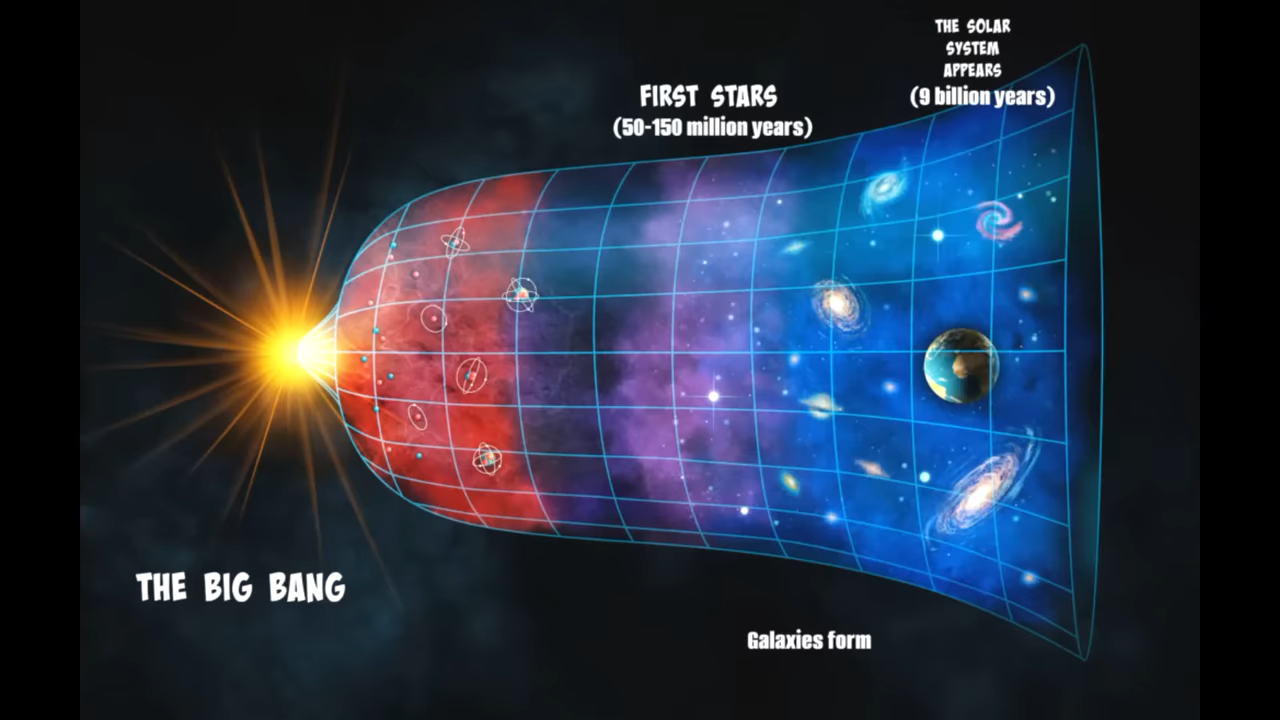 THE SOLAR
SYSTEM
APPEARS
(9 billion years)
FIRST STARS
(50-150 million years)
THE BIG BANG
Galaxies form